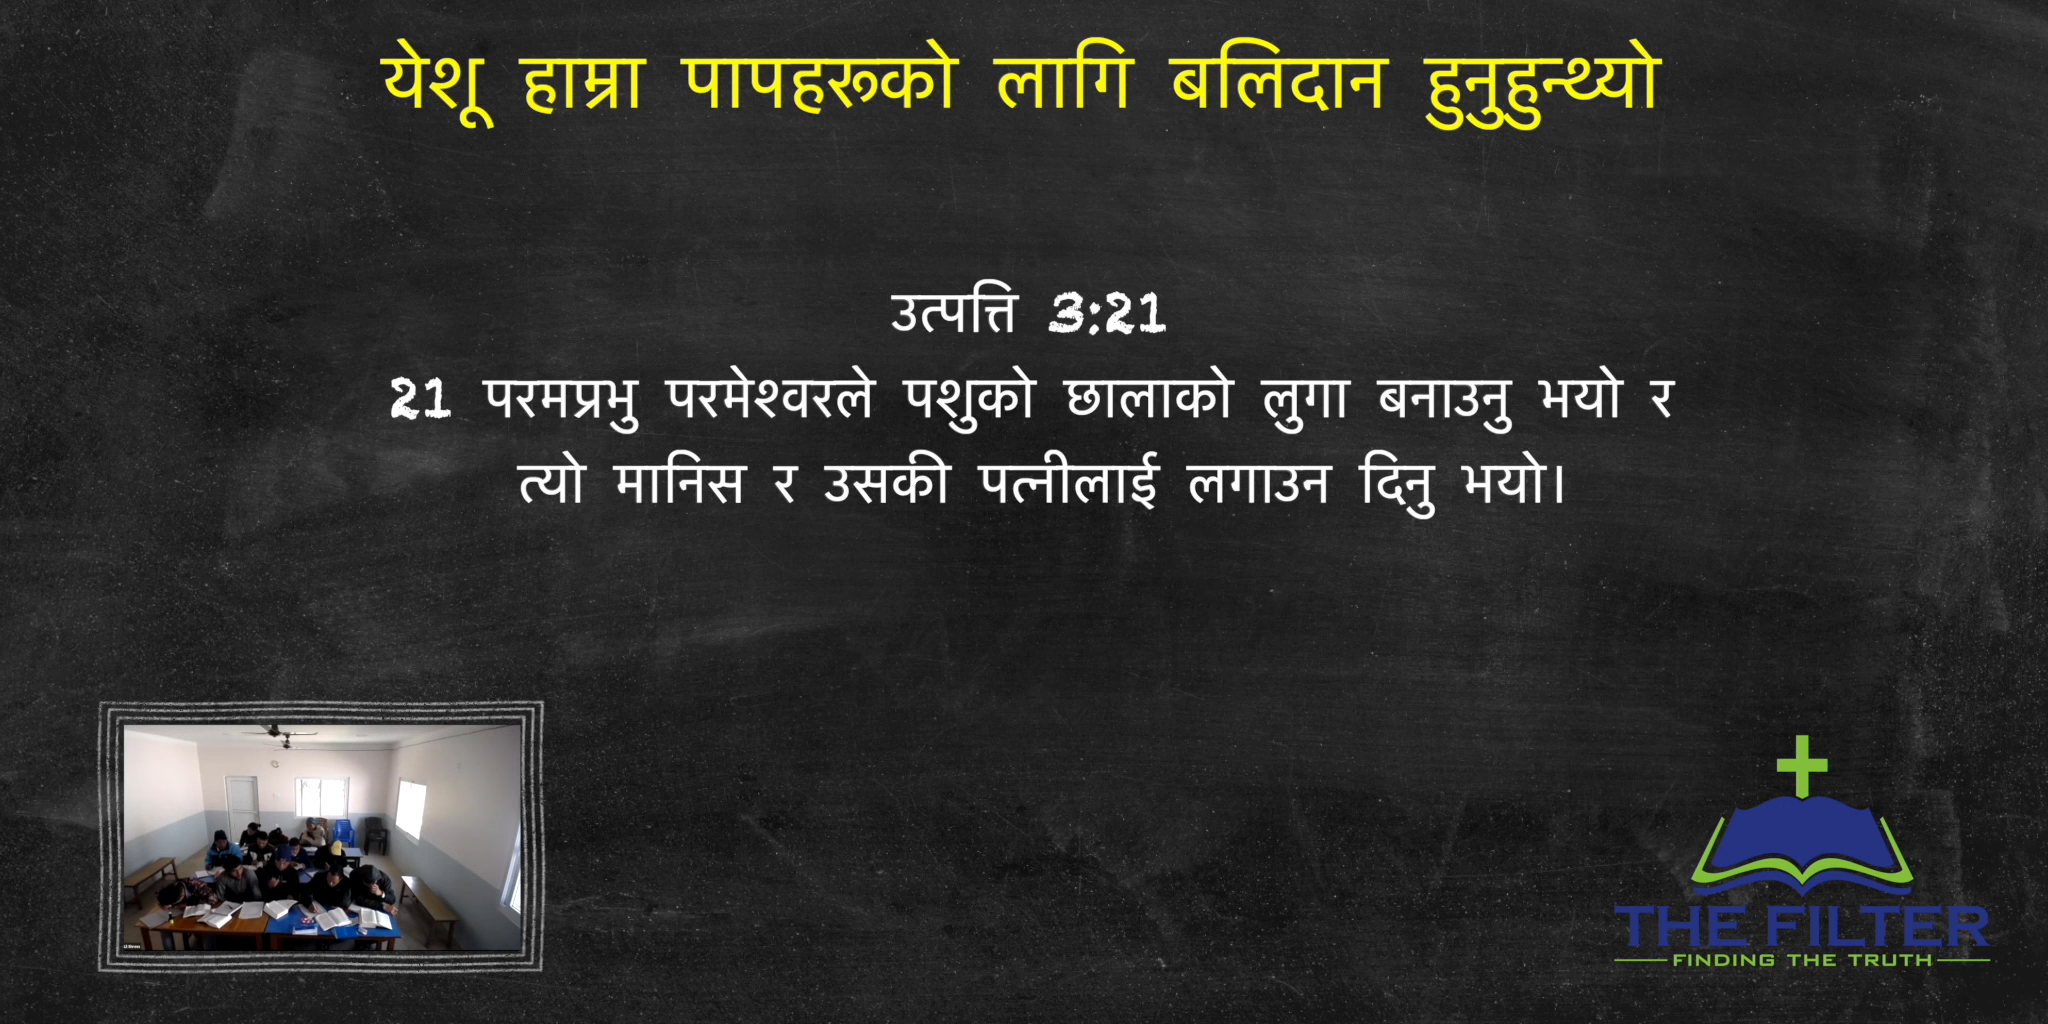 येशू हाम्रा पापहरूको लागि बलिदान हुनुहुन्थ्यो
उत्पत्ति 3:21
21 परमप्रभु परमेश्वरले पशुको छालाको लुगा बनाउनु भयो र
त्यो मानिस र उसकी पत्नीलाई लगाउन दिनु भयो।
THE FILTER
FINDING THE TRUTH